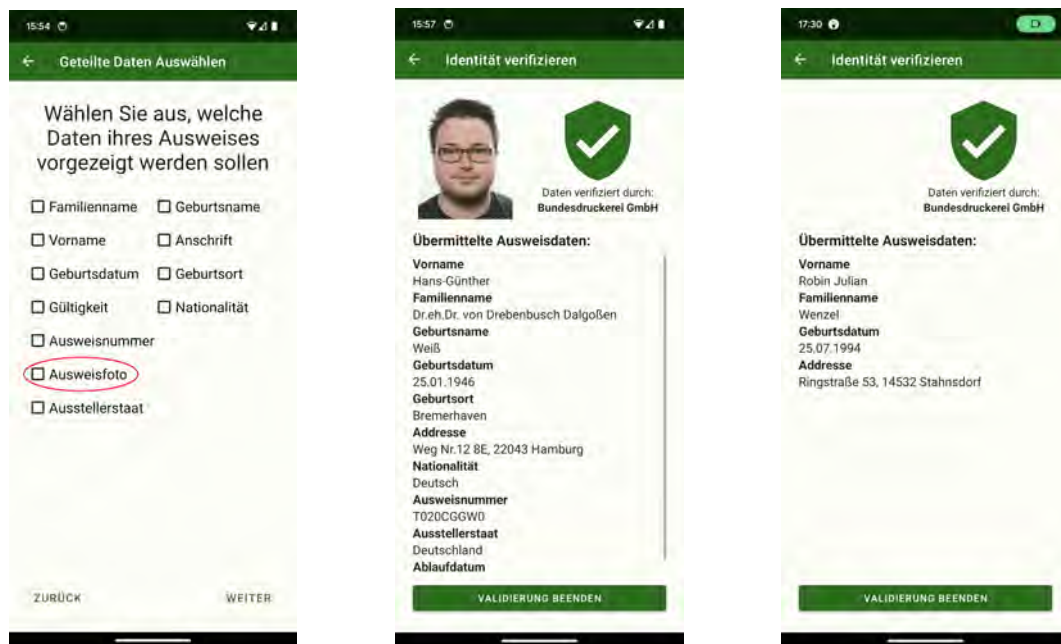 15:54
Geteilte Daten Auswählen
Wählen Sie aus, welche
Daten ihres Ausweises
vorgezeigt werden sollen
Familienname Geburtsname
Vorname Anschrift
Geburtsdatum Geburtsort
Gültigkeit Nationalität
Ausweisnummer
Ausweisfoto
Ausstellerstaat
ZURÜCK WEITER
15:57
Identität verifizieren
Daten verifiziert durch:
Bundesdruckerei GmbH
Übermittelte Ausweisdaten:
Vorname
Hans-Günther
Familienname
Dr.eh.Dr. von Drebenbusch Dalgoßen
Geburtsname
Weiß
Geburtsdatum
25.01.1946
Geburtsort
Bremerhaven
Addresse
Weg Nr.12 8E, 22043 Hamburg
Nationalität
Deutsch
Ausweisnummer
T020CGGW0
Ausstellerstaat
Deutschland
Ablaufdatum
VALIDIERUNG BEENDEN
17:30
Identität verifizieren
Daten verifiziert durch:
Bundesdruckerei GmbH
Übermittelte Ausweisdaten:
Vorname
Robin Julian
Familienname
Wenzel
Geburtsdatum
25.07.1994
Addresse
Ringstraße 53, 14532 Stahnsdorf
VALIDIERUNG BEENDEN